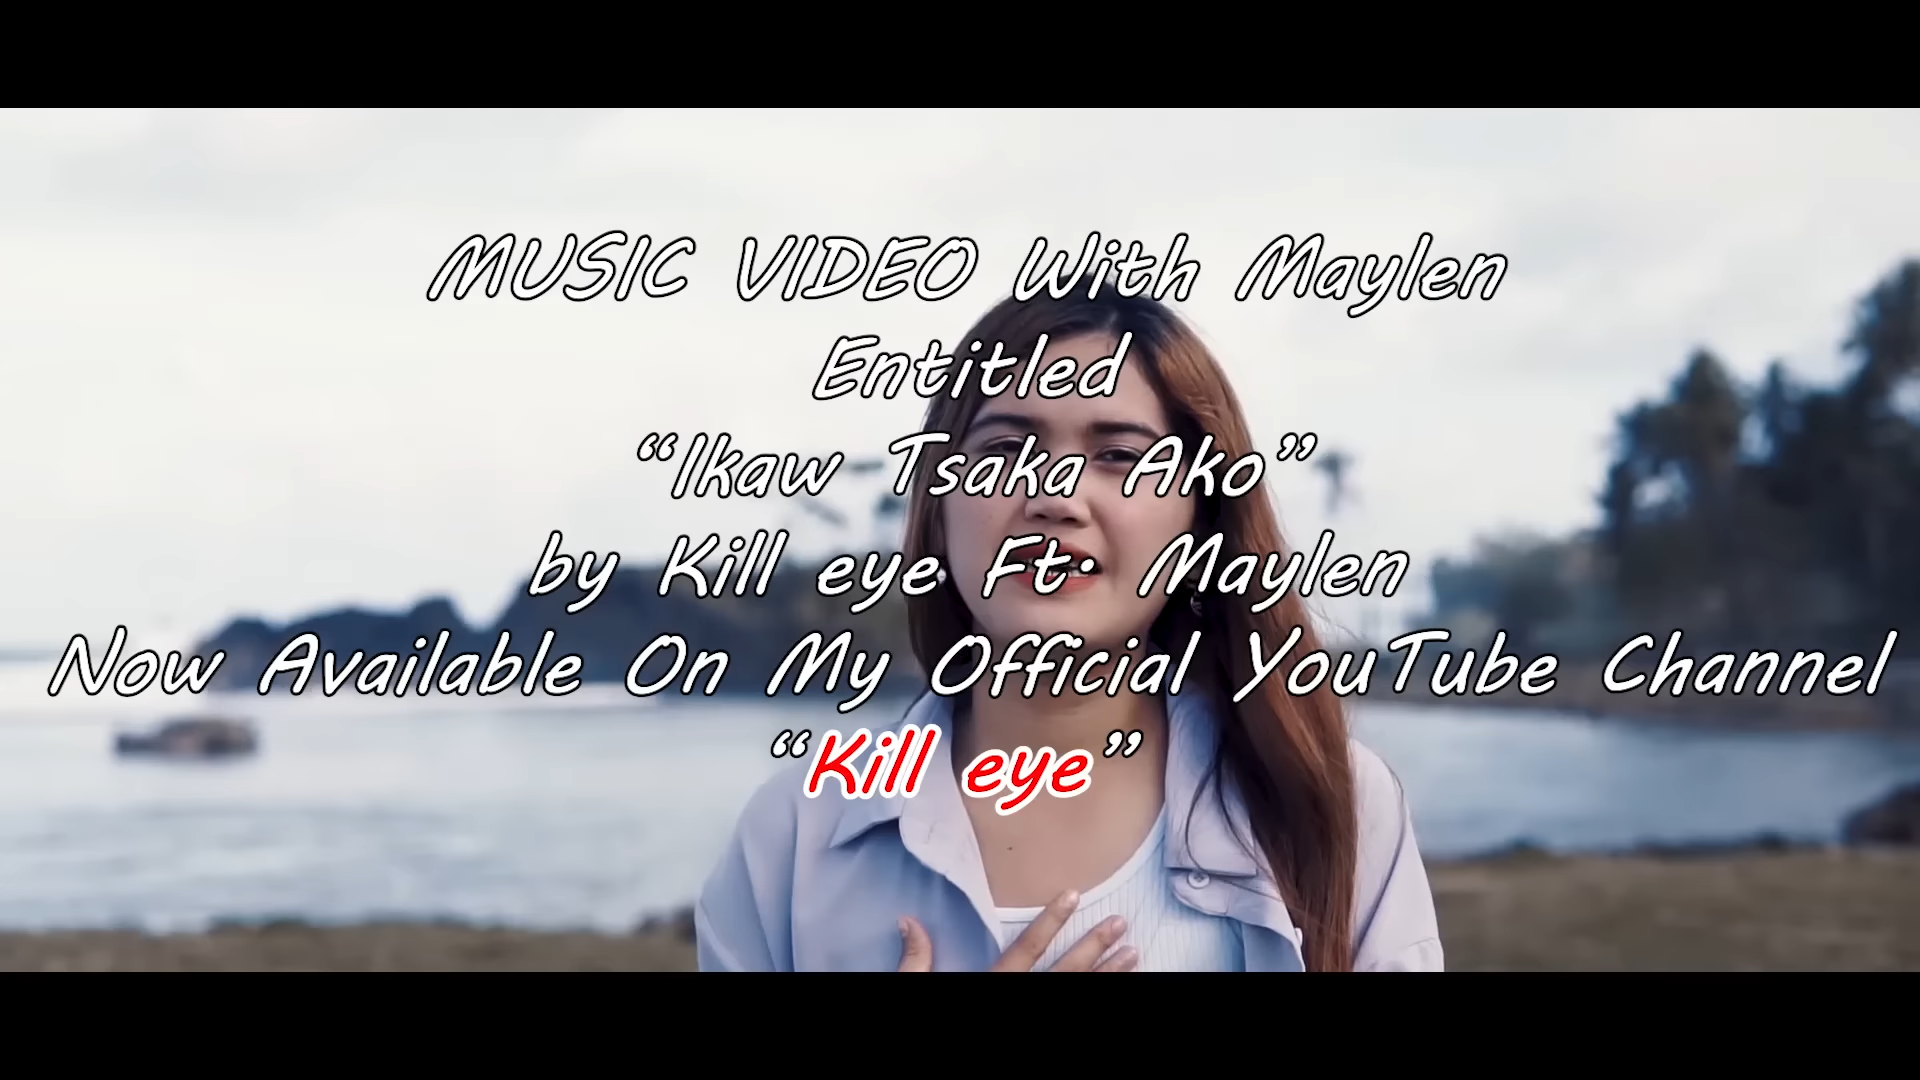 MUSIC VIDEO With Maylen
Entitled
“Ikaw Tsaka Ako”
by Kill eye Ft. Maylen
Now Available On My Official YouTube Channel
“Kill eye”